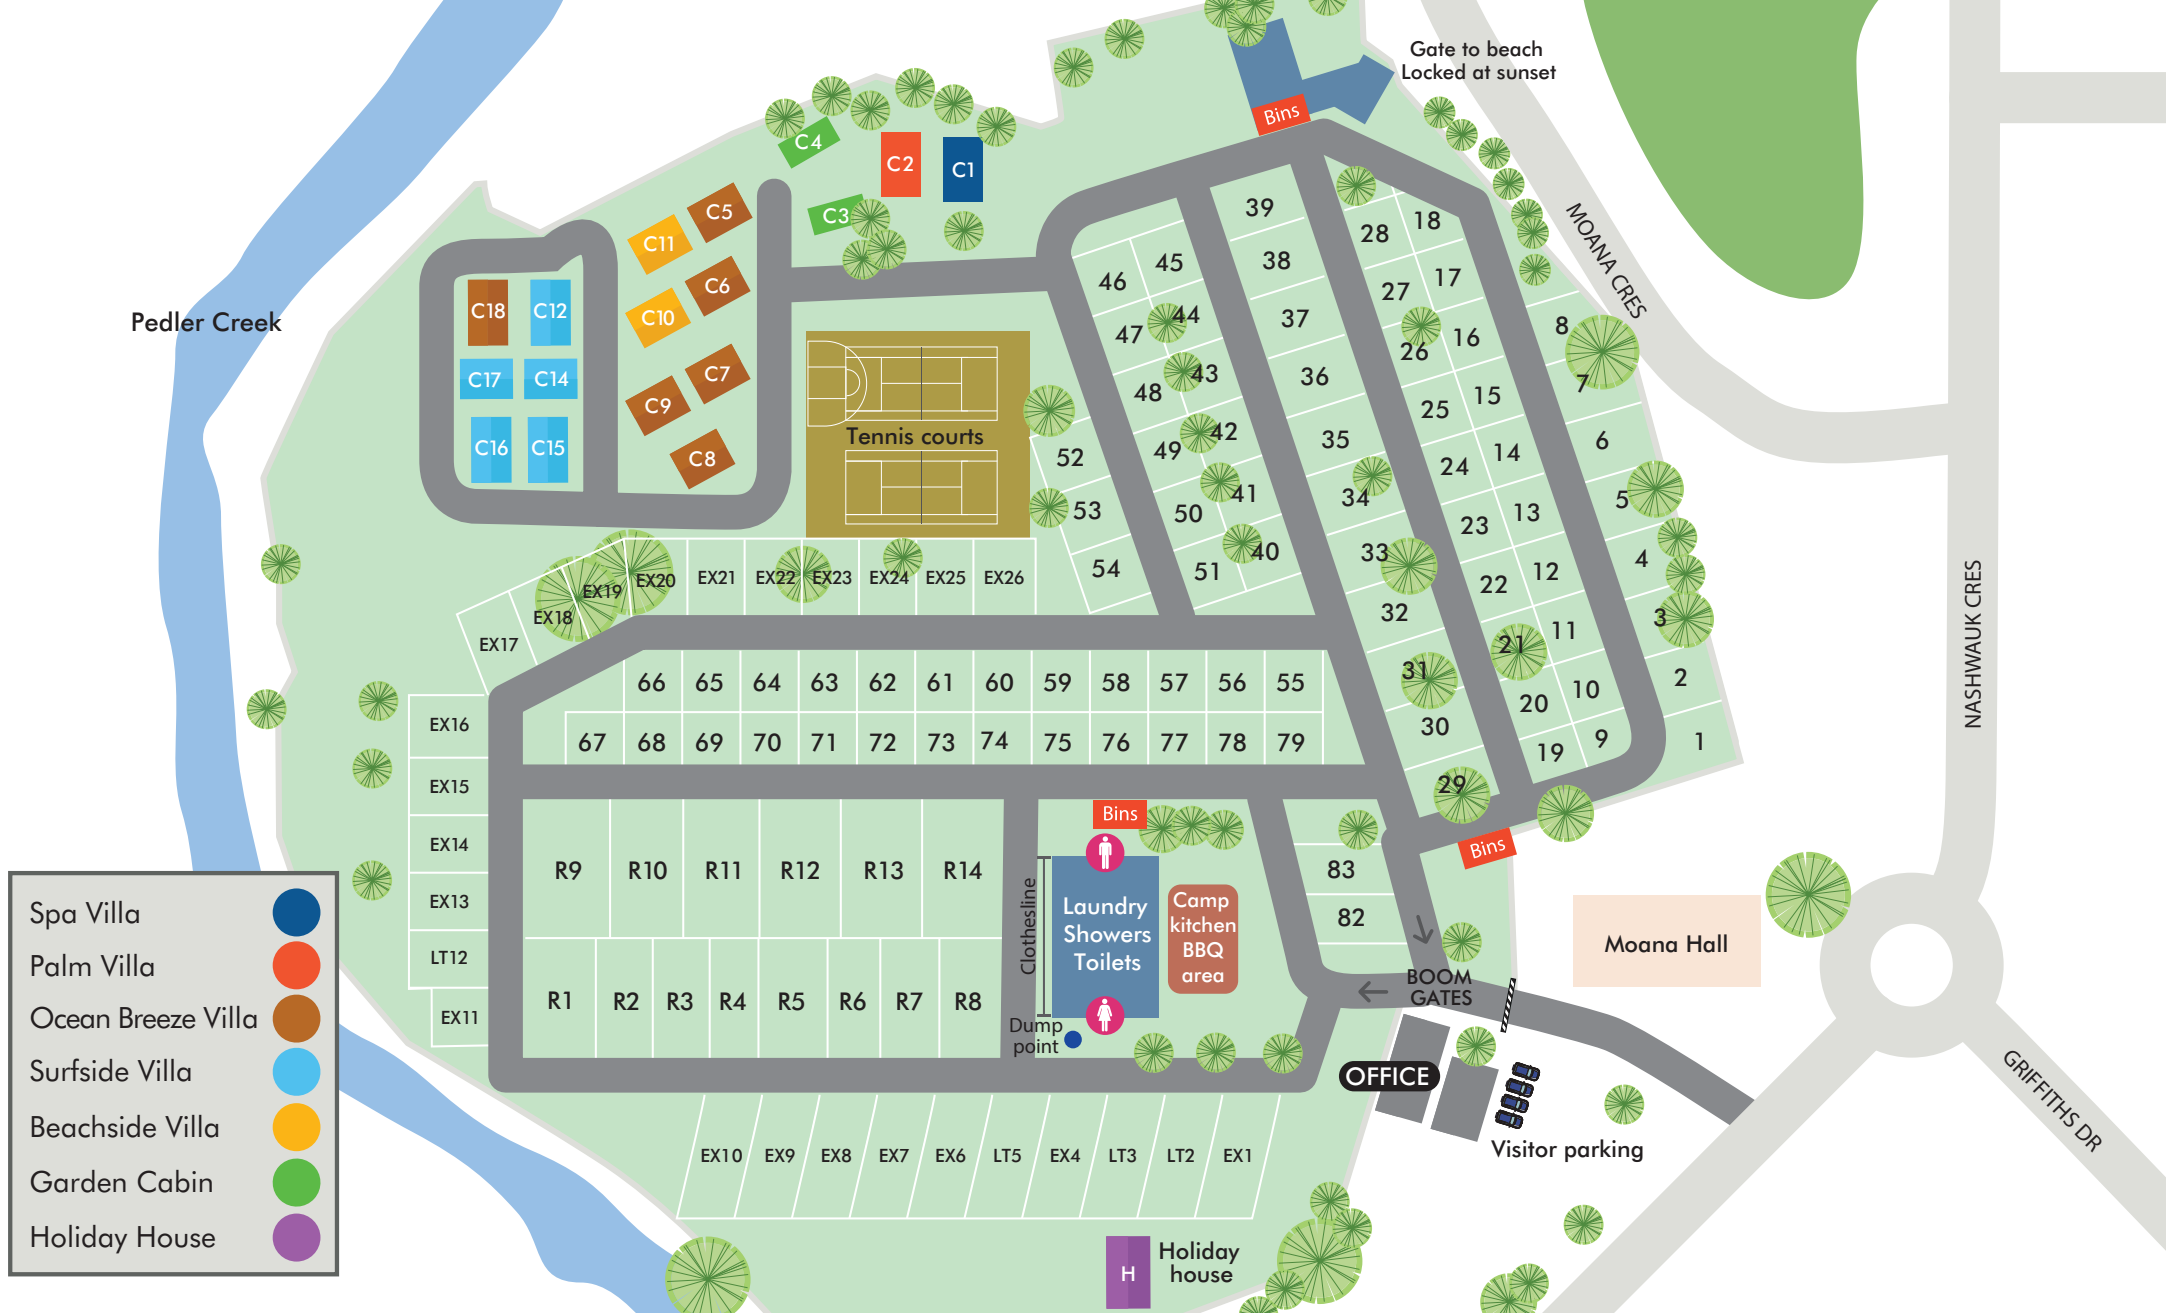 Gate to beach
Locked at sunset
Bins
MOANA CRES
NASHWAUK CRES
GRIFFITHS DR
Pedler Creek
C4
C2
C1
C3
C5
C11
C6
C10
C7
C9
C8
C18
C12
C17
C14
C16
C15
Tennis courts
39
38
37
36
35
34
33
32
31
30
29
28
18
27
17
26
16
25
15
24
14
23
13
22
12
21
11
20
10
19
9
8
7
6
5
4
3
2
1
46
45
47
44
48
43
49
42
50
41
51
40
52
53
54
EX17
EX18
EX19
EX20
EX21
EX22
EX23
EX24
EX25
EX26
66
65
64
63
62
61
60
59
58
57
56
55
67
68
69
70
71
72
73
74
75
76
77
78
79
EX16
EX15
EX14
EX13
LT12
EX11
R9
R10
R11
R12
R13
R14
R1
R2
R3
R4
R5
R6
R7
R8
Bins
Clothesline
Laundry
Showers
Toilets
Camp
kitchen
BBQ
area
Dump
point
83
82
Bins
BOOM
GATES
Moana Hall
OFFICE
Visitor parking
EX10
EX9
EX8
EX7
EX6
LT5
EX4
LT3
LT2
EX1
H
Holiday
house
Spa Villa
Palm Villa
Ocean Breeze Villa
Surfside Villa
Beachside Villa
Garden Cabin
Holiday House